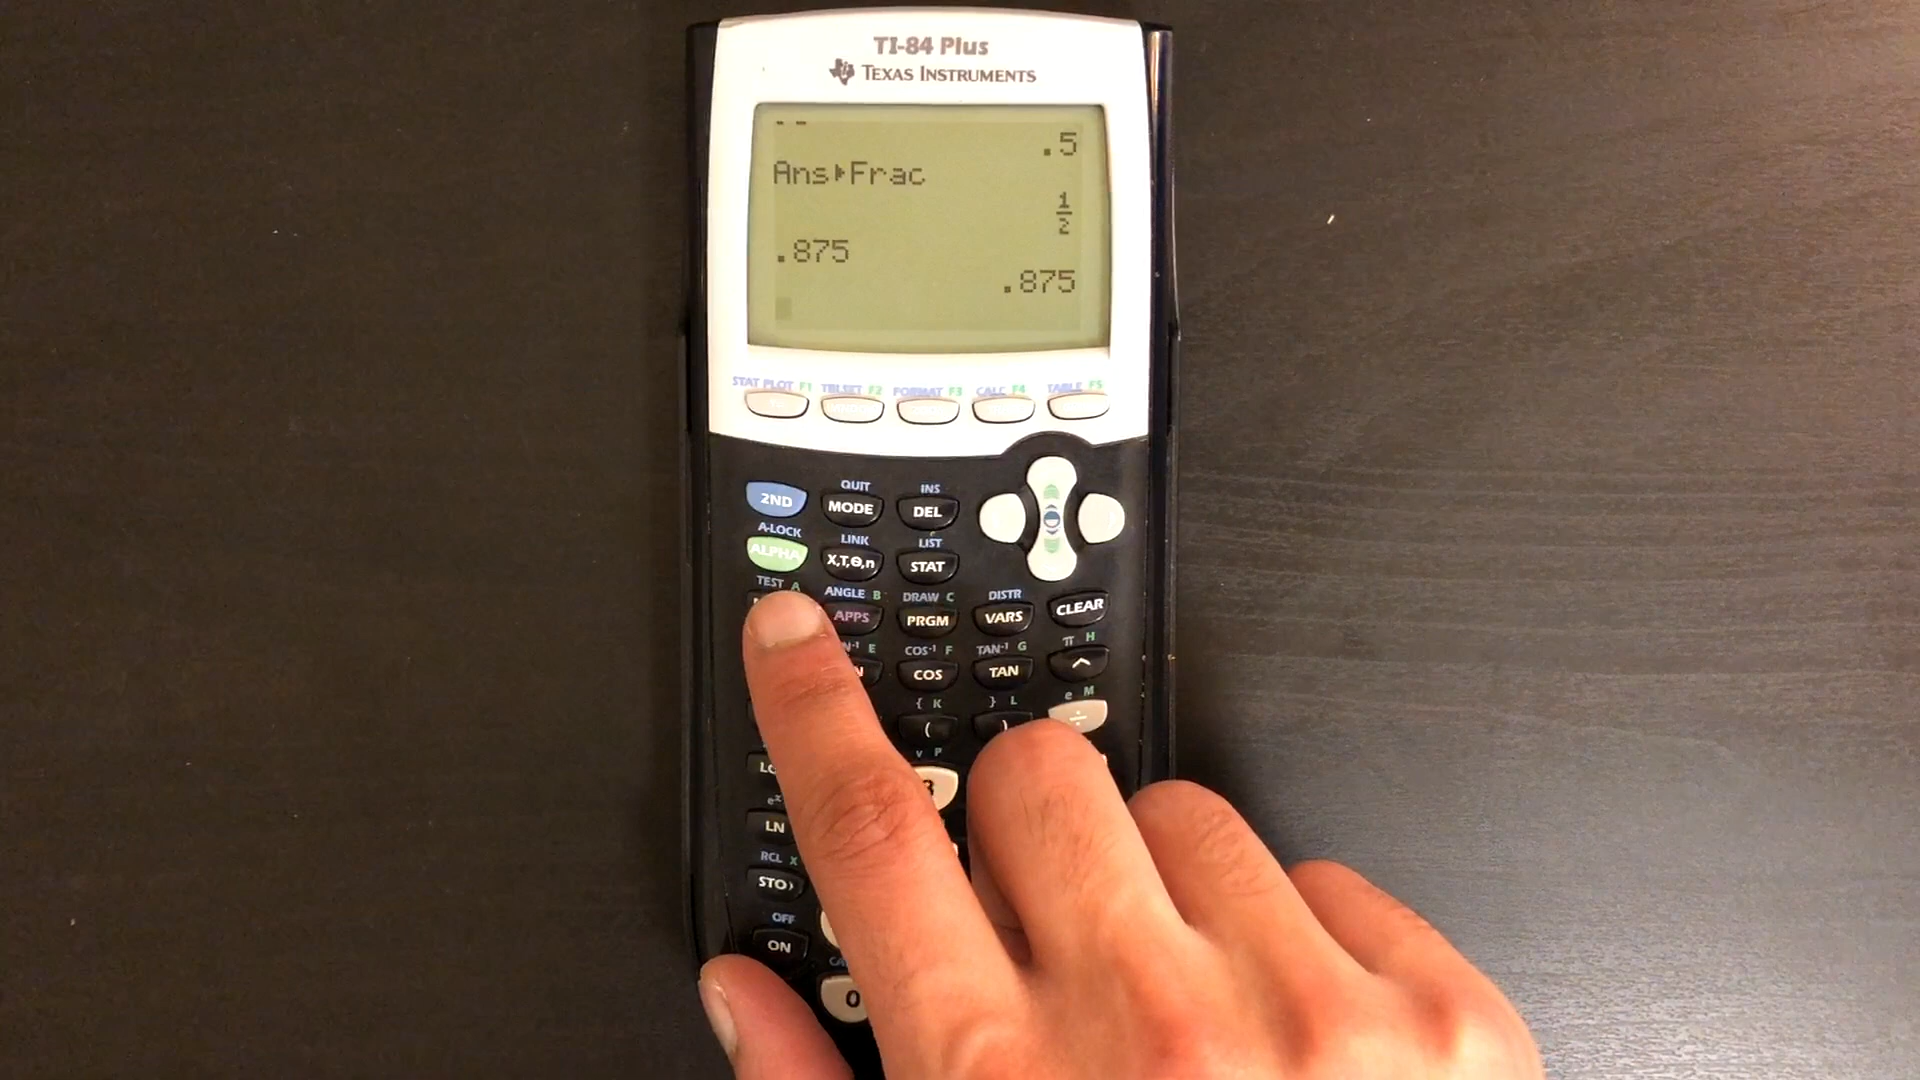 TI-84 Plus
TEXAS INSTRUMENTS
.5
Ans▸Frac
1
2
.875
.875
STAT PLOT F1 TBLSET F2 FORMAT F3 CALC F4 TABLE F5
QUIT INS
2ND MODE DEL
A-LOCK LINK LIST
ALPHA X,T,Θ,n STAT
TEST A ANGLE B DRAW C DISTR
APPS PRGM VARS CLEAR
E COS⁻¹ F TAN⁻¹ G π H
COS TAN ^
{ K } L e M
( ) ÷
v P
LN
RCL X
STO›
OFF
ON
0